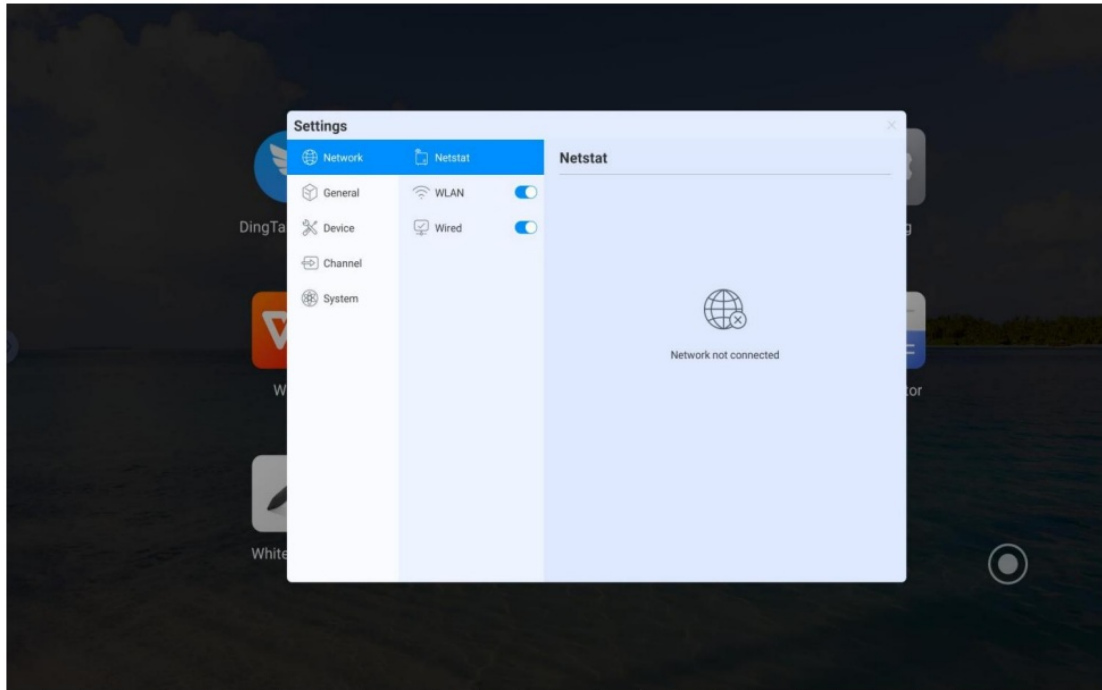 Settings
Network
General
Device
Channel
System
Netstat
WLAN
Wired
Netstat
Network not connected
DingTa
W
White
g
tor